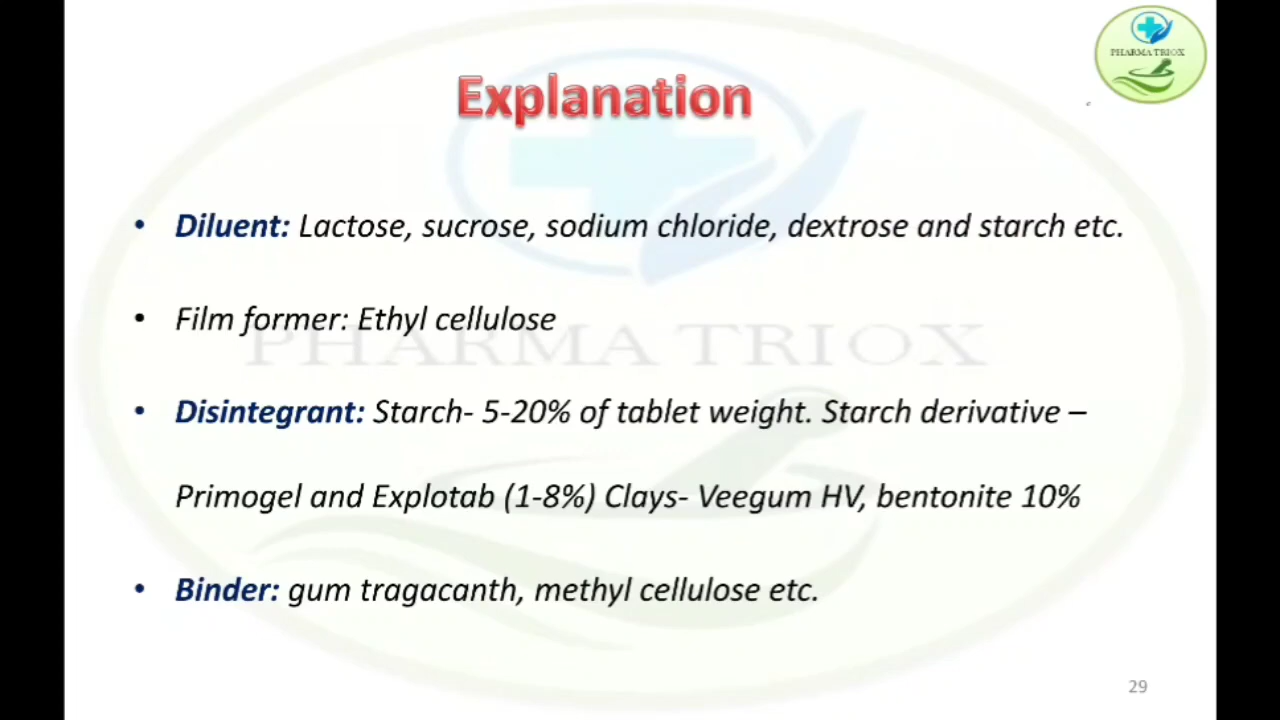 PHARMA TRIOX
Explanation
• Diluent: Lactose, sucrose, sodium chloride, dextrose and starch etc.
• Film former: Ethyl cellulose
PHARMA TRIOX
• Disintegrant: Starch- 5-20% of tablet weight. Starch derivative –
Primogel and Explotab (1-8%) Clays- Veegum HV, bentonite 10%
• Binder: gum tragacanth, methyl cellulose etc.
29